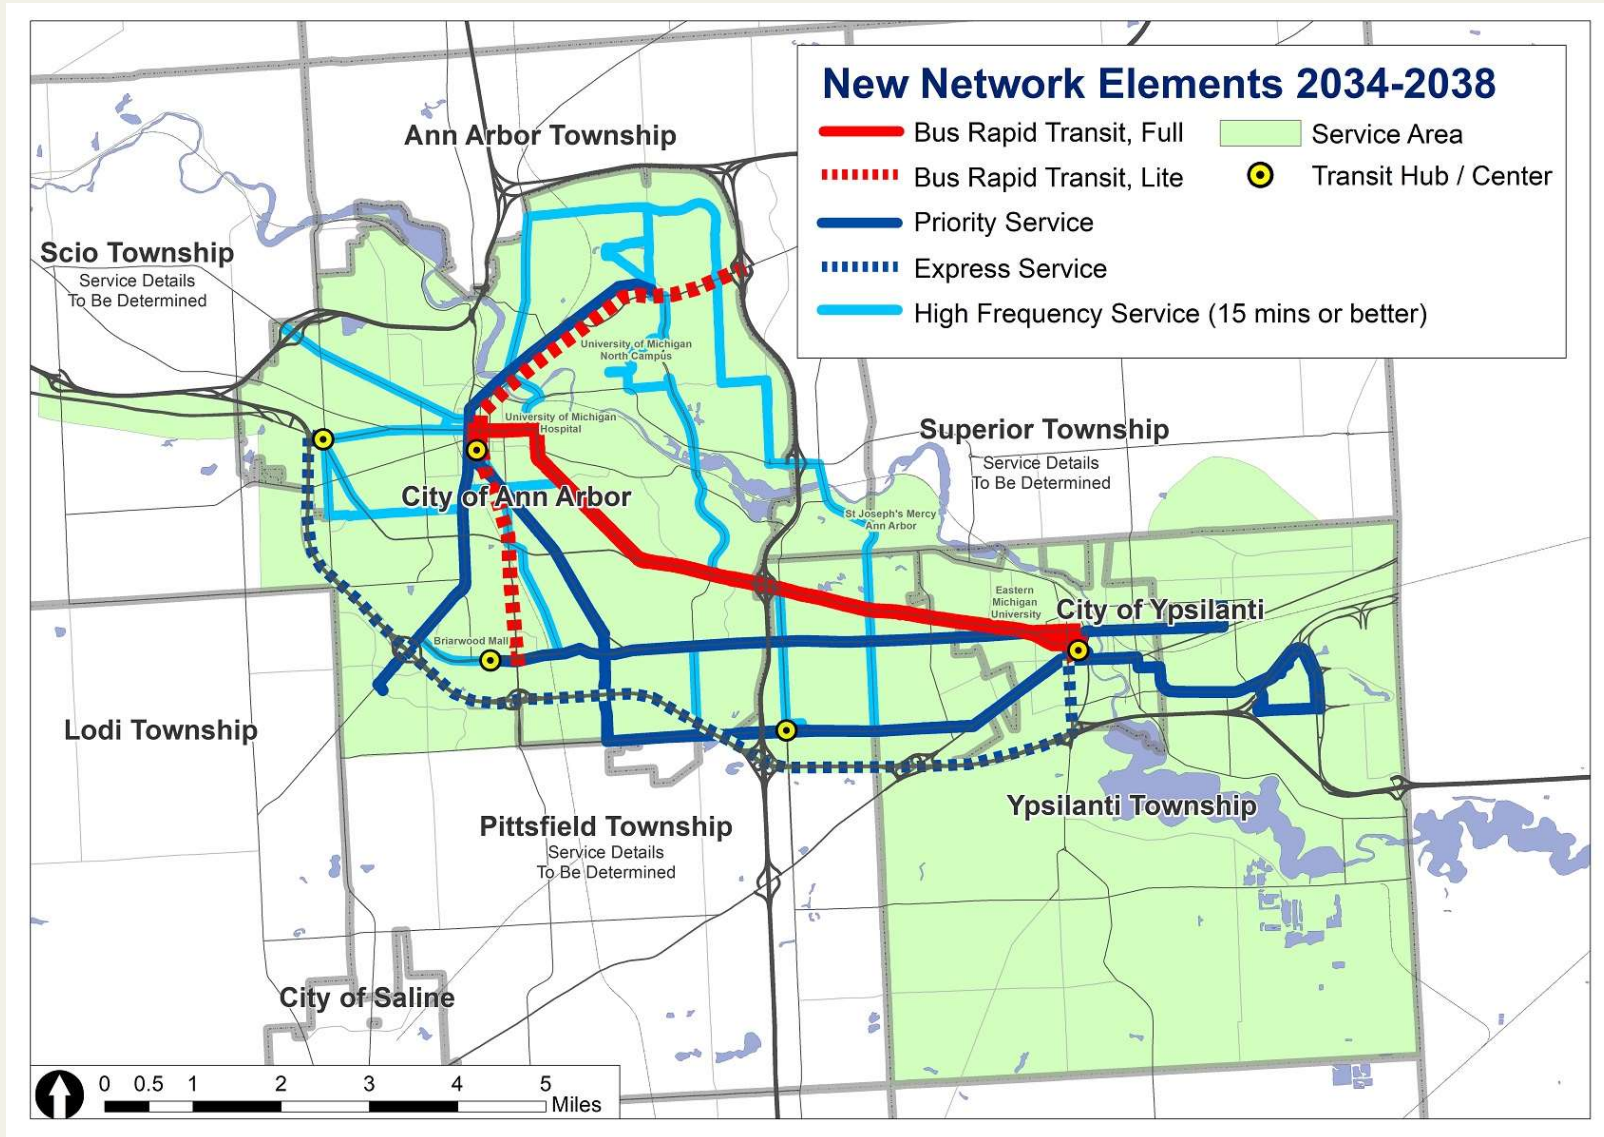 New Network Elements 2034-2038
Bus Rapid Transit, Full
Service Area
Bus Rapid Transit, Lite
Transit Hub / Center
Priority Service
Express Service
High Frequency Service (15 mins or better)
Ann Arbor Township
Scio Township
Service Details
To Be Determined
University of Michigan
North Campus
University of Michigan
Hospital
Superior Township
Service Details
To Be Determined
City of Ann Arbor
St Joseph's Mercy
Ann Arbor
Eastern
Michigan
University
City of Ypsilanti
Briarwood Mall
Lodi Township
Ypsilanti Township
Pittsfield Township
Service Details
To Be Determined
City of Saline
0 0.5 1 2 3 4 5
Miles